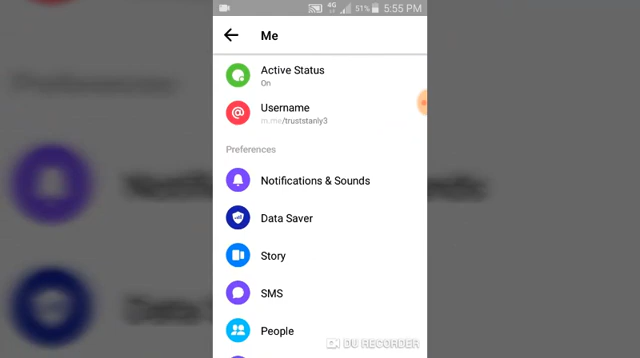 4G 51% 5:55 PM
Me
Active Status
On
Username
m.me/truststanly3
Preferences
Notifications & Sounds
Data Saver
Story
SMS
People
DU RECORDER